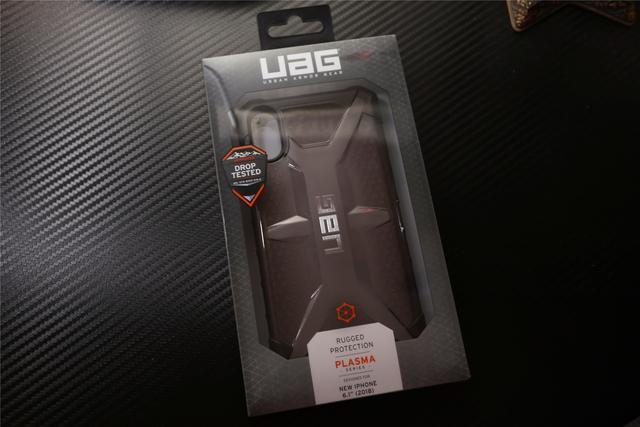 UAG
URBAN ARMOR GEAR
DROP
TESTED
UAG
RUGGED
PROTECTION
PLASMA
SERIES
DESIGNED FOR
NEW IPHONE
6.1" (2018)